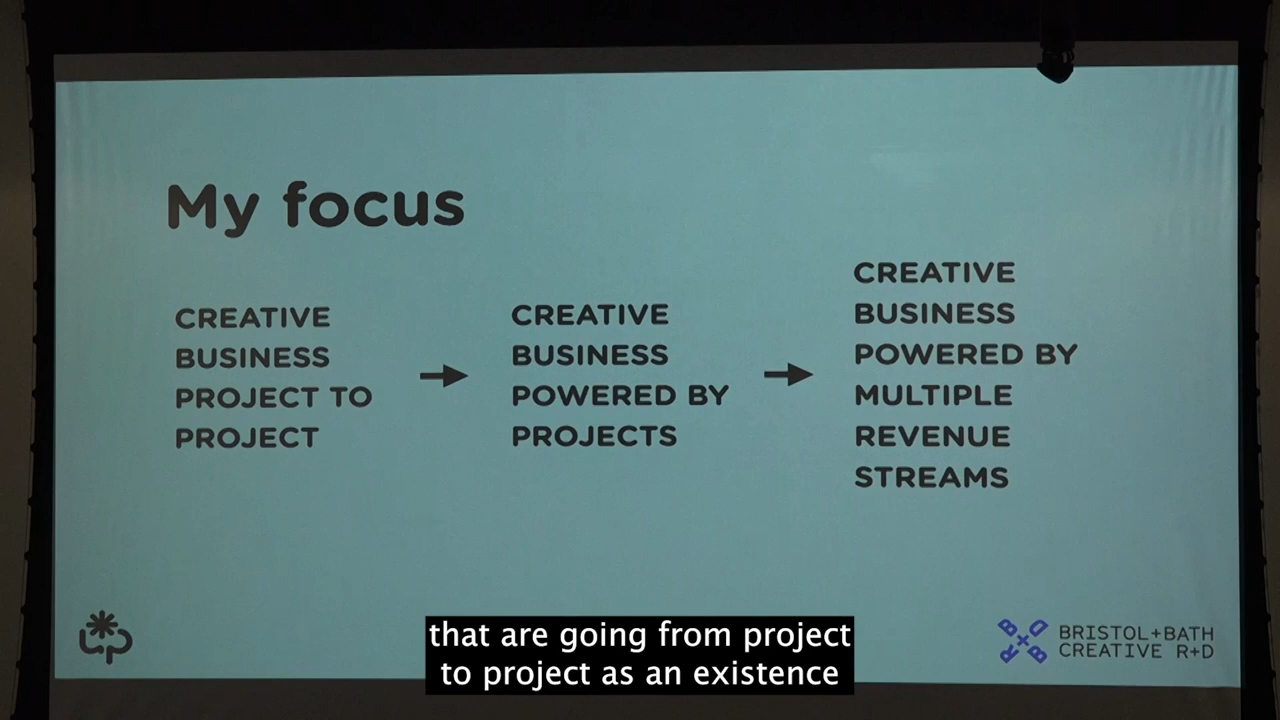 My focus
CREATIVE
BUSINESS
PROJECT TO
PROJECT
CREATIVE
BUSINESS
POWERED BY
PROJECTS
CREATIVE
BUSINESS
POWERED BY
MULTIPLE
REVENUE
STREAMS
BRISTOL+BATH
CREATIVE R+D
that are going from project
to project as an existence